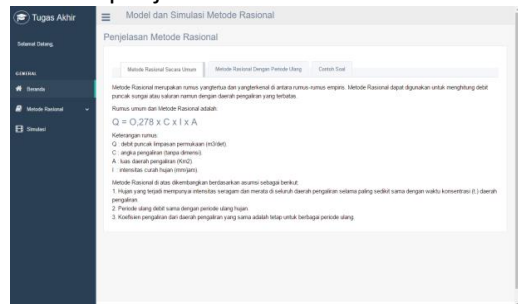 Tugas Akhir
Model dan Simulasi Metode Rasional
Selamat Datang,
Penjelasan Metode Rasional
GENERAL
Beranda
Metode Rasional
Simulasi
Metode Rasional Secara Umum
Metode Rasional Dengan Periode Ulang
Contoh Soal
Metode Rasional merupakan rumus yangtertua dan yangterkenal di antara rumus-rumus empiris. Metode Rasional dapat digunakan untuk menghitung debit
puncak sungai atau saluran namun dengan daerah pengaliran yang terbatas.
Rumus umum dari Metode Rasional adalah:
Q = O,278 x C x I x A
Keterangan rumus:
Q : debit puncak limpasan permukaan (m3/det).
C : angka pengaliran (tanpa dimensi).
A : luas daerah pengaliran (Km2).
I : intensitas curah hujan (mm/jam).
Metode Rasional di atas dikembangkan berdasarkan asumsi sebagai berikut:
1. Hujan yang terjadi mempunyai intensitas seragam dan merata di seluruh daerah pengaliran selama paling sedikit sama dengan waktu konsentrasi (t ) daerah
pengaliran
2. Periode ulang debit sama dengan periode ulang hujan.
3. Koefisien pengaliran dari daerah pengaliran yang sama adalah tetap untuk berbagai periode ulang.